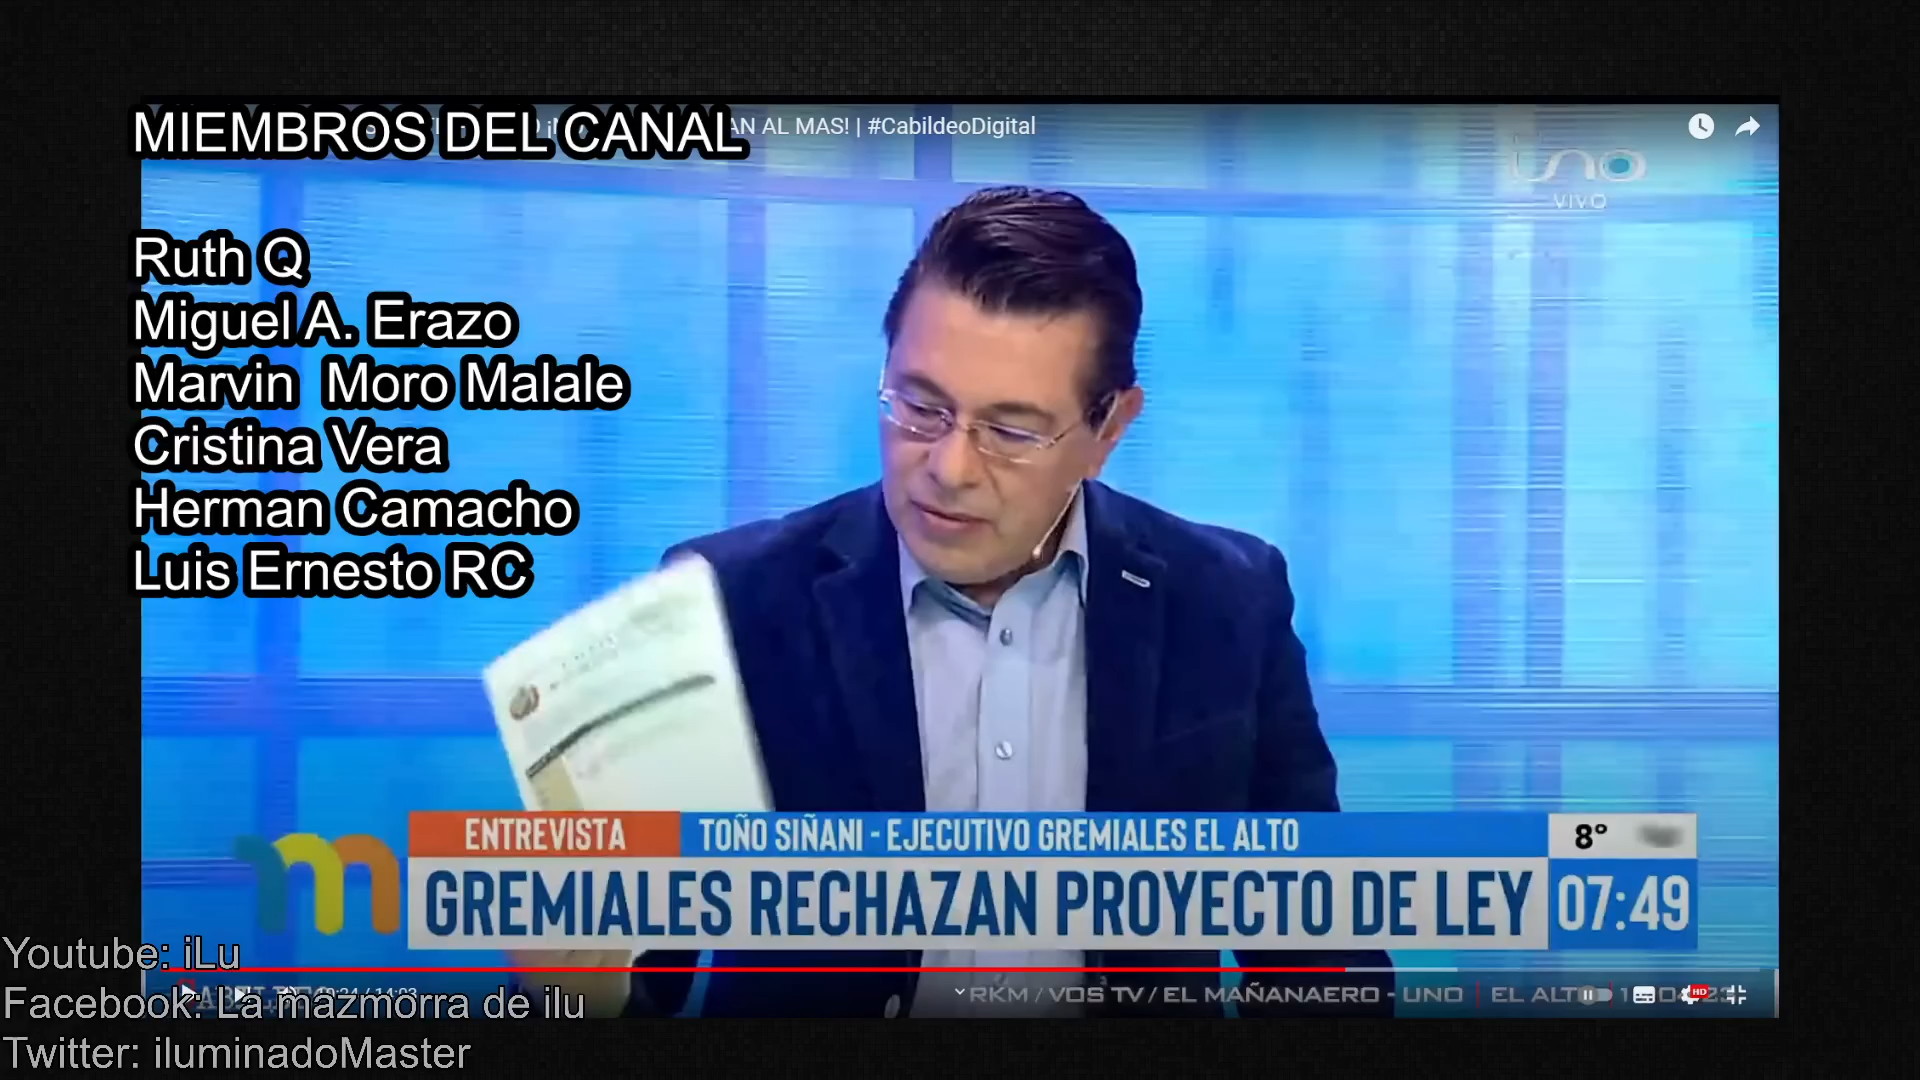 MIEMBROS DEL CANAL
AN AL MAS! | #CabildeoDigital
uno
VIVO
Ruth Q
Miguel A. Erazo
Marvin Moro Malale
Cristina Vera
Herman Camacho
Luis Ernesto RC
ENTREVISTA
TOÑO SIÑANI - EJECUTIVO GREMIALES EL ALTO
8°
m
GREMIALES RECHAZAN PROYECTO DE LEY
07:49
Youtube: iLu
RKM / VOS TV / EL MAÑANAERO - UNO
EL ALT
HD
Facebook: La mazmorra de ilu
Twitter: iluminadoMaster